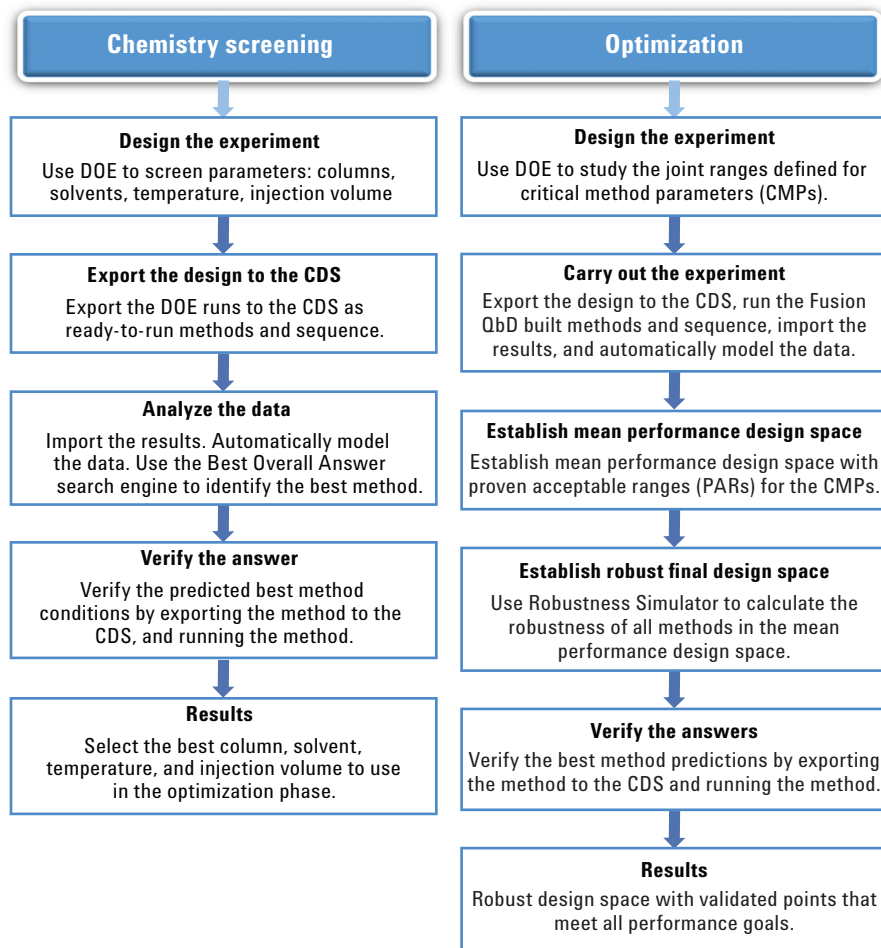 Chemistry screening
Design the experiment
Use DOE to screen parameters: columns,
solvents, temperature, injection volume
Export the design to the CDS
Export the DOE runs to the CDS as
ready-to-run methods and sequence.
Analyze the data
Import the results. Automatically model
the data. Use the Best Overall Answer
search engine to identify the best method.
Verify the answer
Verify the predicted best method
conditions by exporting the method to the
CDS, and running the method.
Results
Select the best column, solvent,
temperature, and injection volume to use
in the optimization phase.
Optimization
Design the experiment
Use DOE to study the joint ranges defined for
critical method parameters (CMPs).
Carry out the experiment
Export the design to the CDS, run the Fusion
QbD built methods and sequence, import the
results, and automatically model the data.
Establish mean performance design space
Establish mean performance design space with
proven acceptable ranges (PARs) for the CMPs.
Establish robust final design space
Use Robustness Simulator to calculate the
robustness of all methods in the mean
performance design space.
Verify the answers
Verify the best method predictions by exporting
the method to the CDS and running the method.
Results
Robust design space with validated points that
meet all performance goals.